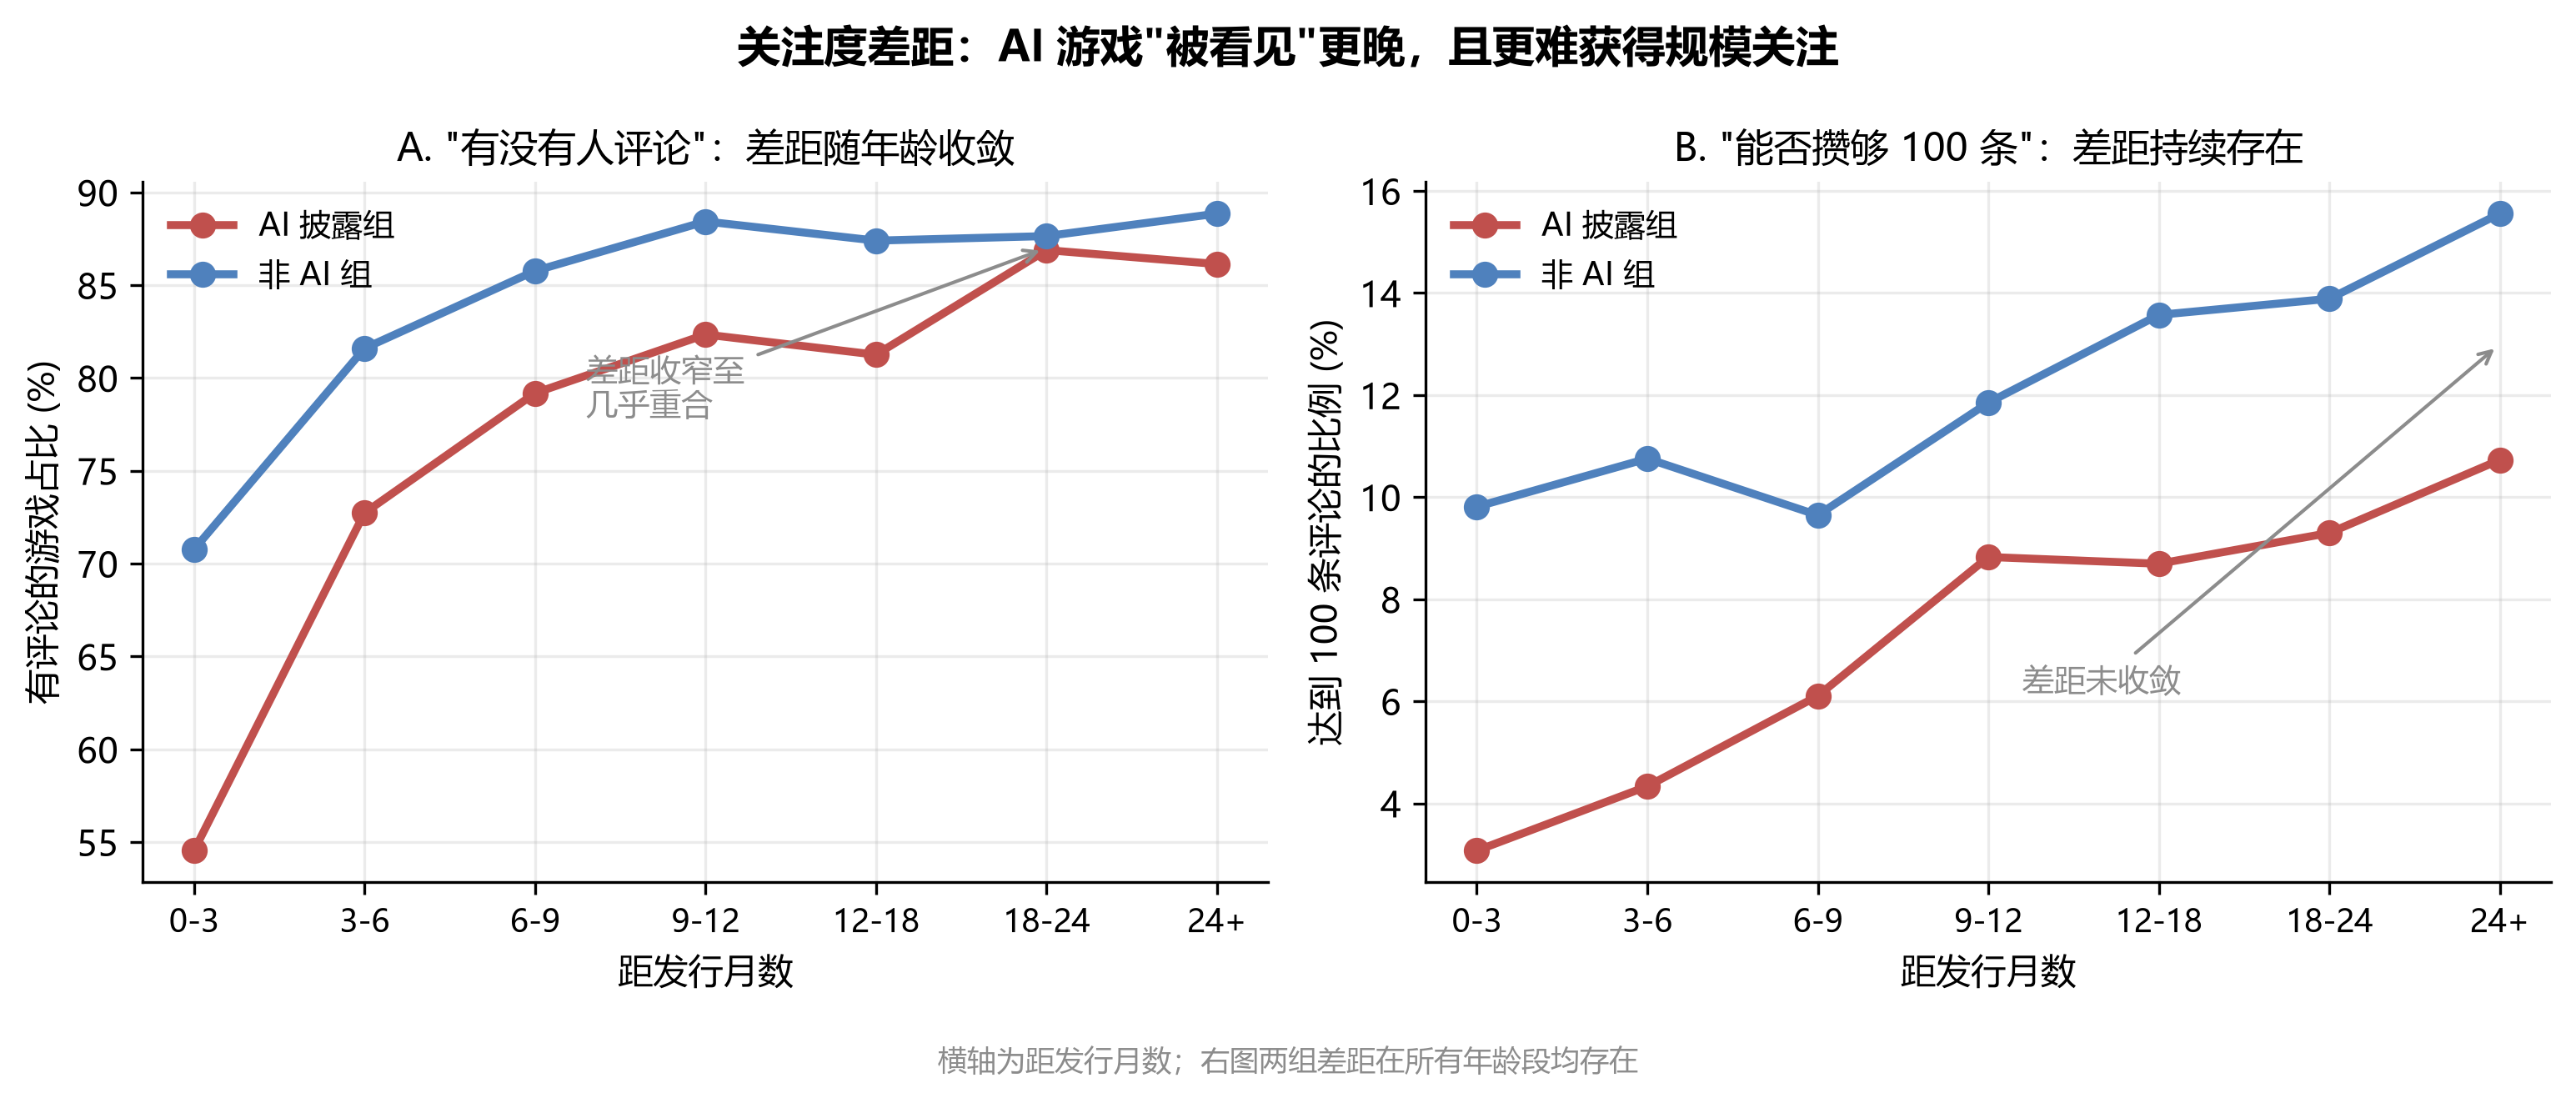 关注度差距：AI 游戏"被看见"更晚，且更难获得规模关注
A. "有没有人评论"：差距随年龄收敛
90
85
80
75
70
65
60
55
有评论的游戏占比 (%)
AI 披露组
非 AI 组
差距收窄至
几乎重合
0-3
3-6
6-9
9-12
12-18
18-24
24+
距发行月数
B. "能否攒够 100 条"：差距持续存在
16
14
12
10
8
6
4
达到 100 条评论的比例 (%)
AI 披露组
非 AI 组
差距未收敛
0-3
3-6
6-9
9-12
12-18
18-24
24+
距发行月数
横轴为距发行月数；右图两组差距在所有年龄段均存在